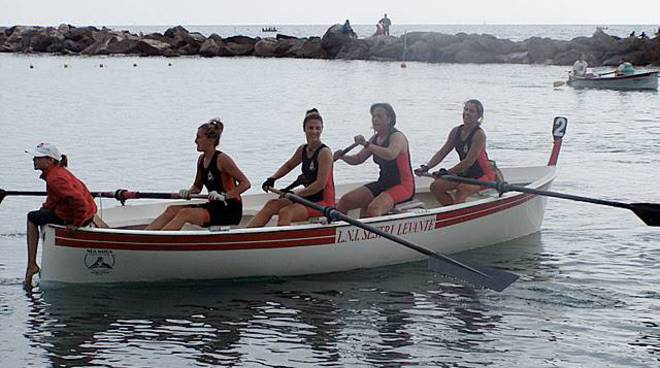 2
L.N.I. SESTRI LEVANTE